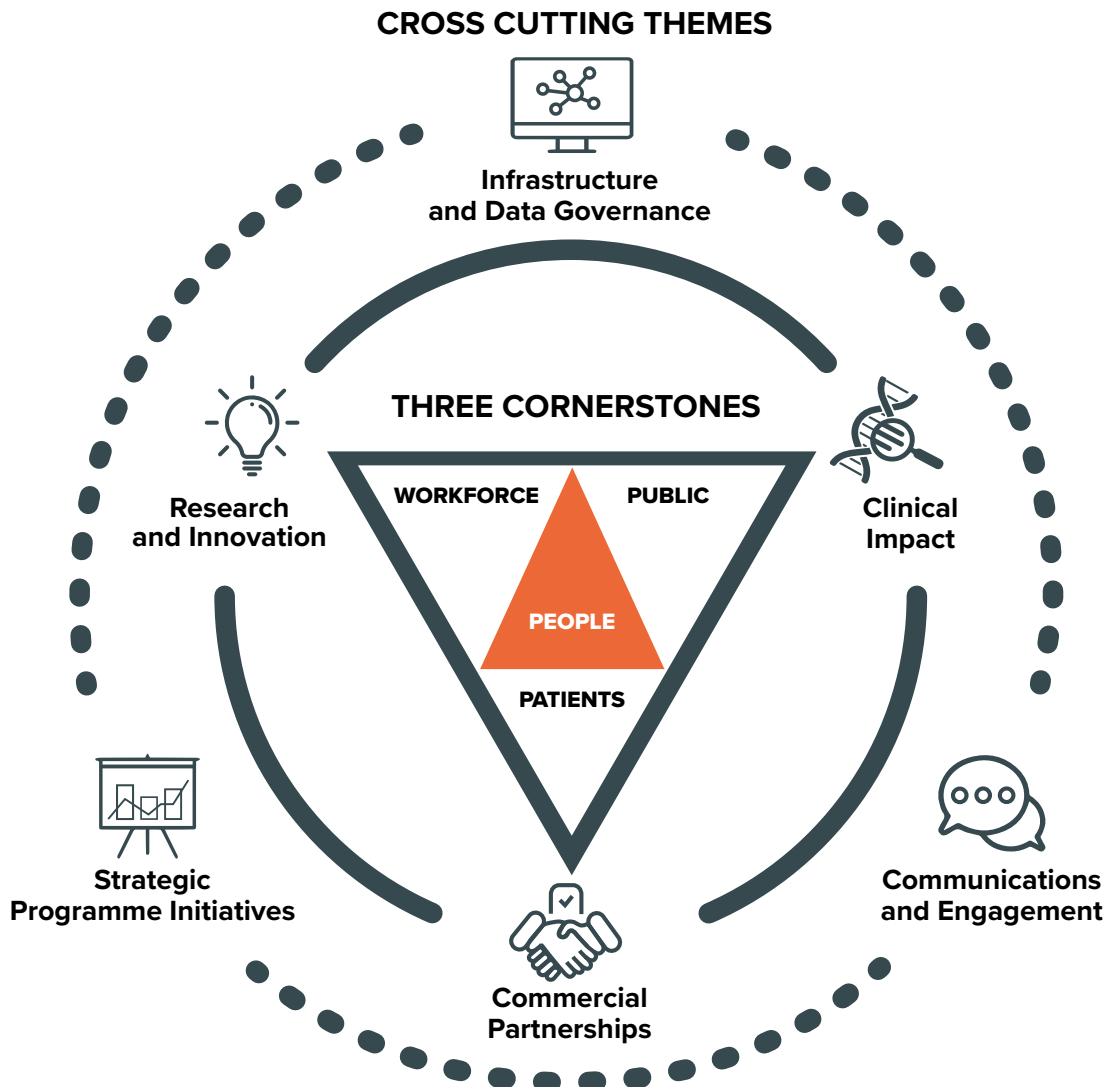 CROSS CUTTING THEMES
Infrastructure
and Data Governance
THREE CORNERSTONES
WORKFORCE
PUBLIC
Research
and Innovation
Clinical
Impact
PEOPLE
PATIENTS
Strategic
Programme Initiatives
Communications
and Engagement
Commercial
Partnerships